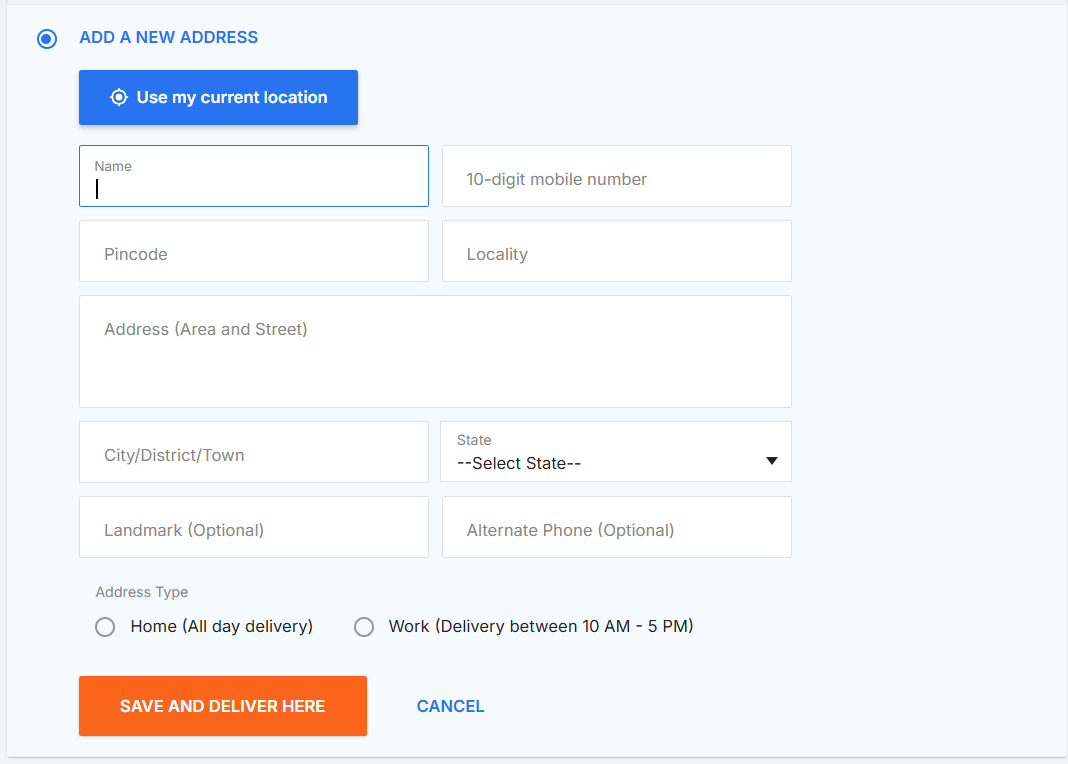 ADD A NEW ADDRESS
Use my current location
Name
10-digit mobile number
Pincode
Locality
Address (Area and Street)
City/District/Town
State
--Select State--
Landmark (Optional)
Alternate Phone (Optional)
Address Type
Home (All day delivery)
Work (Delivery between 10 AM - 5 PM)
SAVE AND DELIVER HERE
CANCEL